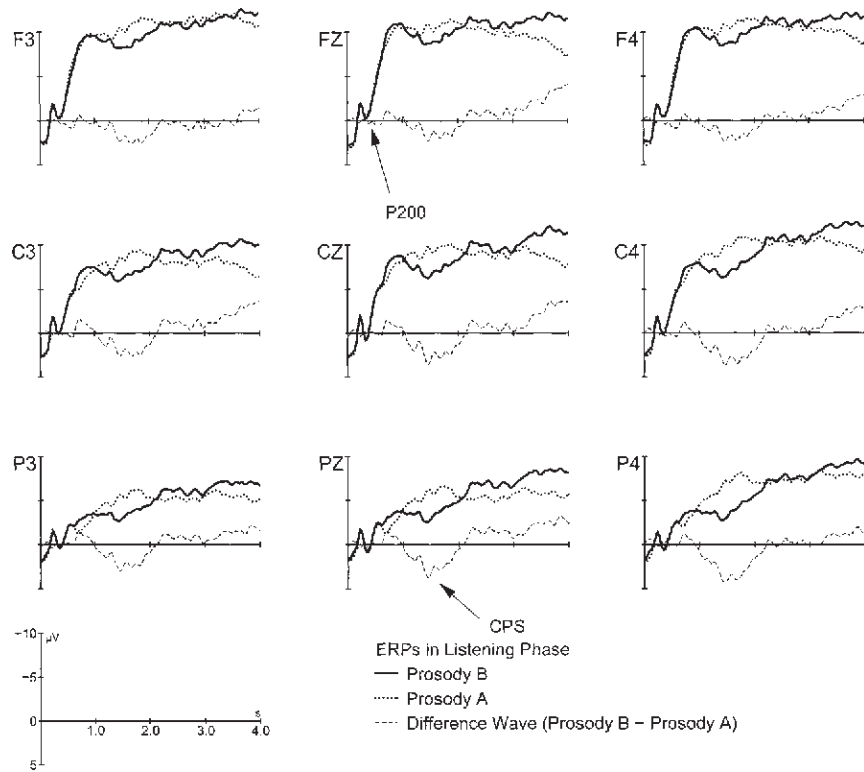 F3 FZ F4
P200
C3 CZ C4
P3 PZ P4
CPS
ERPs in Listening Phase
Prosody B
Prosody A
Difference Wave (Prosody B − Prosody A)
−10
μV
−5
0
5
s
1.0 2.0 3.0 4.0